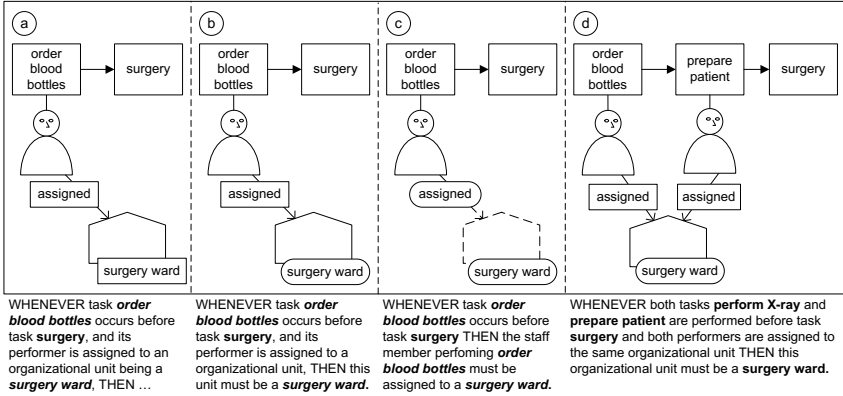 a
b
c
d
order
blood
bottles
surgery
order
blood
bottles
surgery
order
blood
bottles
surgery
order
blood
bottles
prepare
patient
surgery
assigned
assigned
assigned
assigned
assigned
surgery ward
surgery ward
surgery ward
surgery ward
WHENEVER task order
blood bottles occurs before
task surgery, and its
performer is assigned to an
organizational unit being a
surgery ward, THEN …
WHENEVER task order
blood bottles occurs before
task surgery, and its
performer is assigned to a
organizational unit, THEN this
unit must be a surgery ward.
WHENEVER task order
blood bottles occurs before
task surgery THEN the staff
member perfoming order
blood bottles must be
assigned to a surgery ward.
WHENEVER both tasks perform X-ray and
prepare patient are performed before task
surgery and both performers are assigned to
the same organizational unit THEN this
organizational unit must be a surgery ward.